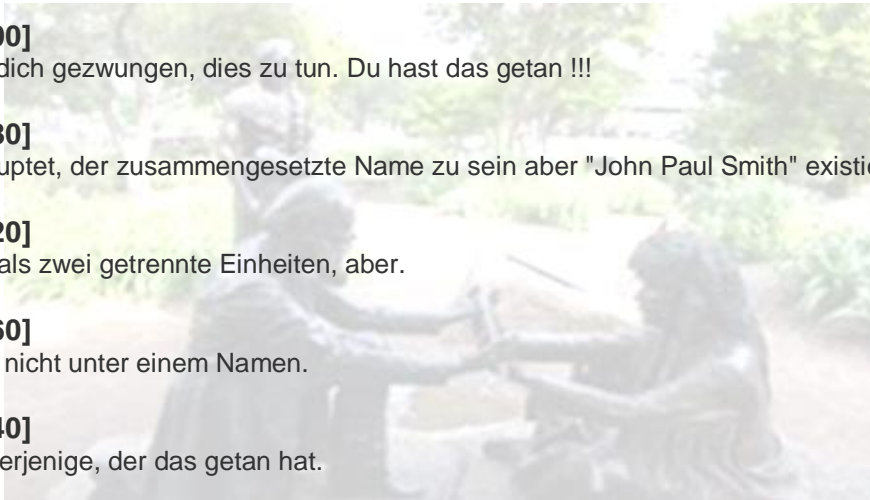 00]
dich gezwungen, dies zu tun. Du hast das getan !!!
30]
uptet, der zusammengesetzte Name zu sein aber "John Paul Smith" existie
20]
als zwei getrennte Einheiten, aber.
60]
nicht unter einem Namen.
40]
erjenige, der das getan hat.